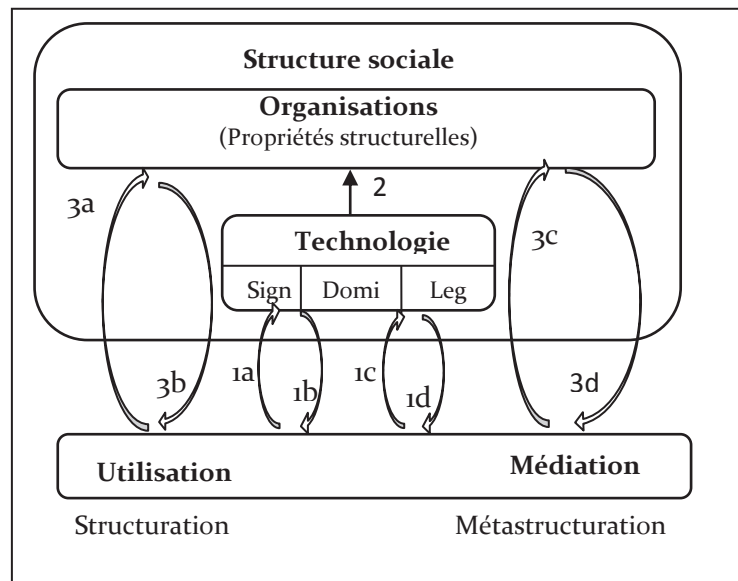 Structure sociale
Organisations
(Propriétés structurelles)
3a
2
3c
Technologie
Sign Domi Leg
3b 1a 1b 1c 1d 3d
Utilisation Médiation
Structuration Métastructuration